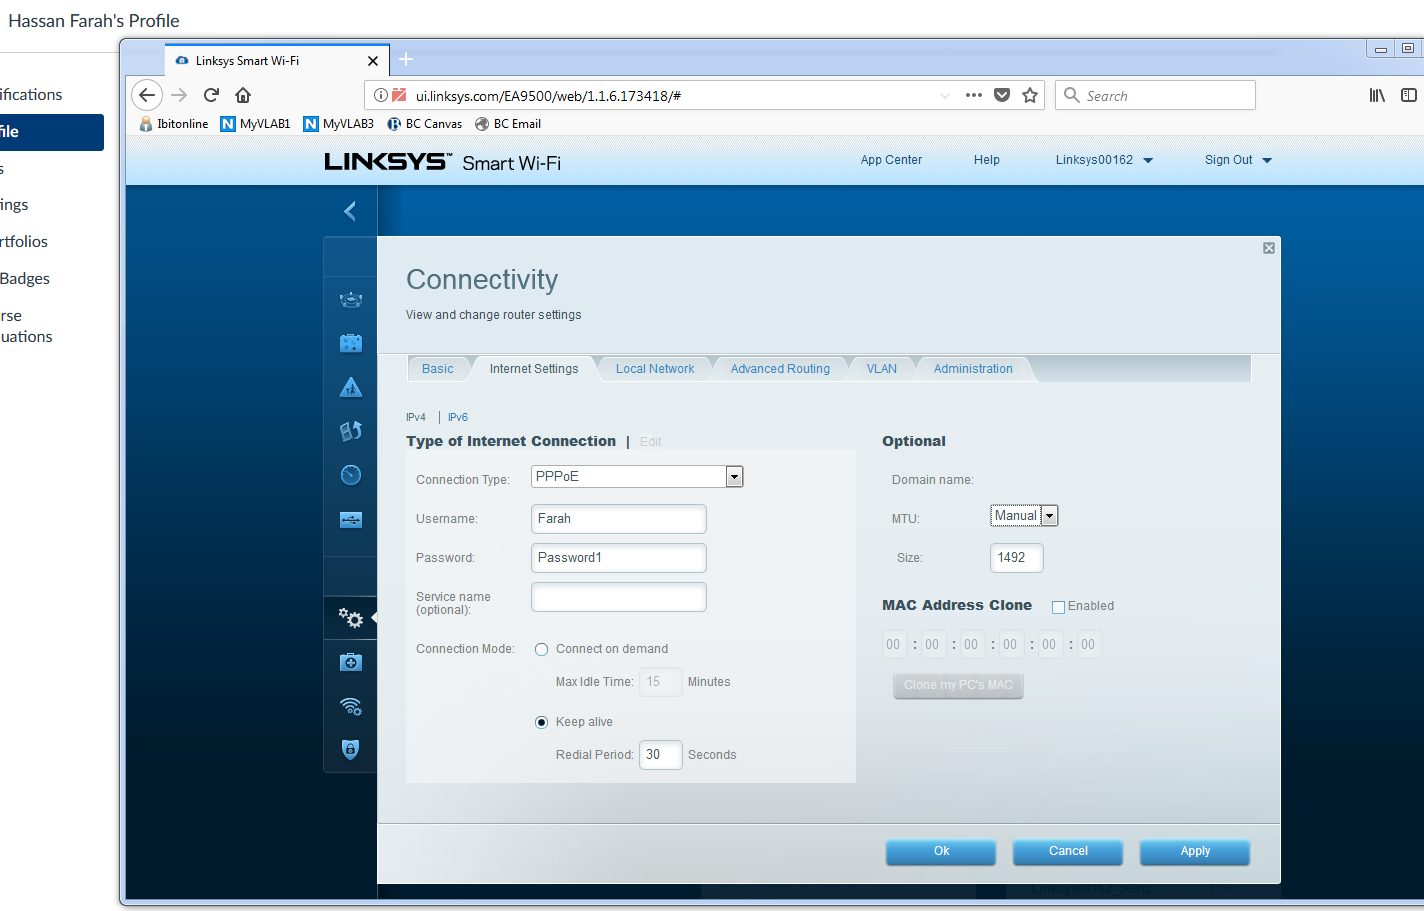 Hassan Farah's Profile
ifications
file
s
ings
rtfolios
Badges
rse
uations
Linksys Smart Wi-Fi
ui.linksys.com/EA9500/web/1.1.6.173418/#
Search
Ibitonline MyVLAB1 MyVLAB3 BC Canvas BC Email
LINKSYS™ Smart Wi-Fi
App Center Help Linksys00162 Sign Out
Connectivity
View and change router settings
Basic Internet Settings Local Network Advanced Routing VLAN Administration
IPv4 | IPv6
Type of Internet Connection | Edit
Connection Type: PPPoE
Username: Farah
Password: Password1
Service name
(optional):
Connection Mode: Connect on demand
Max Idle Time: 15 Minutes
Keep alive
Redial Period: 30 Seconds
Optional
Domain name:
MTU: Manual
Size: 1492
MAC Address Clone Enabled
00 : 00 : 00 : 00 : 00 : 00
Clone my PC's MAC
Ok Cancel Apply